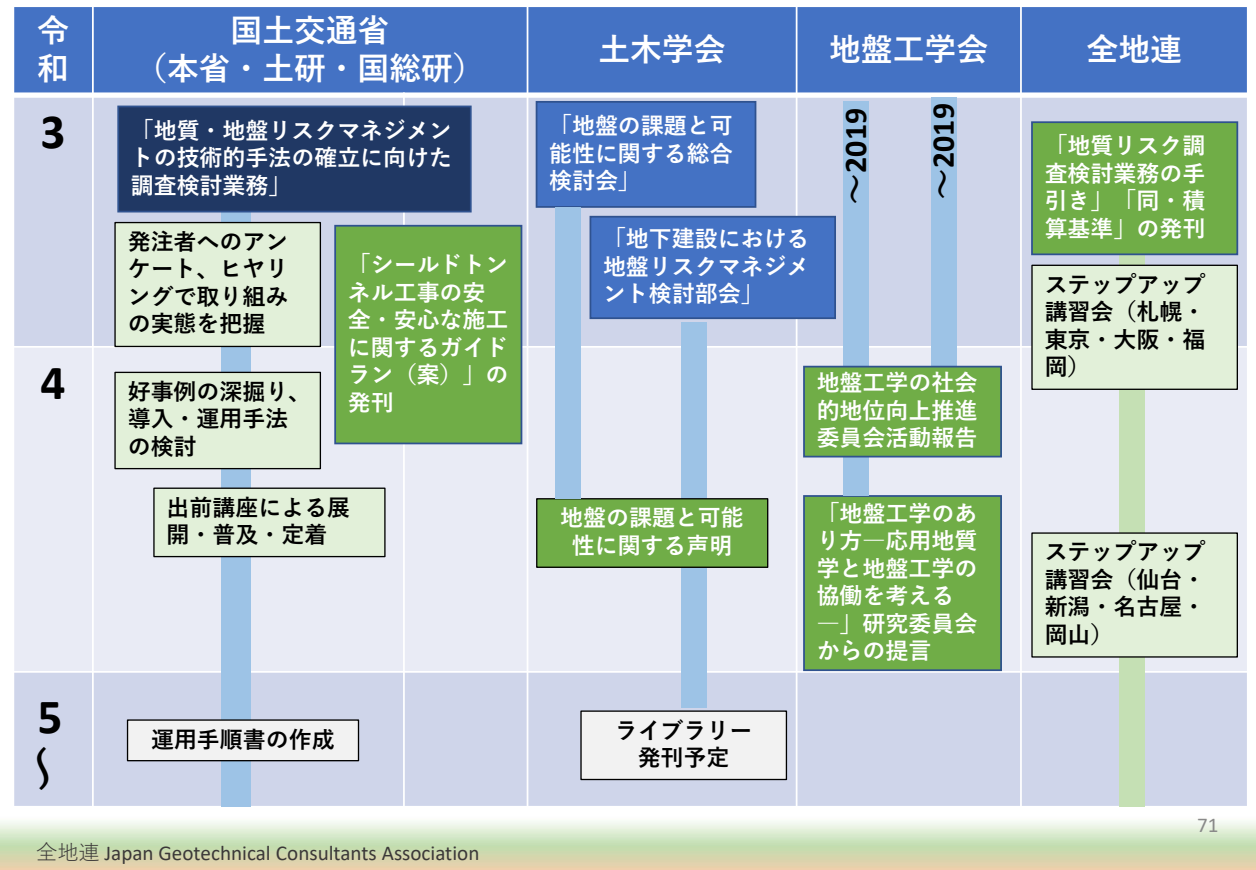 令
和
国土交通省
（本省・土研・国総研）
土木学会
地盤工学会
全地連
3
「地質・地盤リスクマネジメン
トの技術的手法の確立に向けた
調査検討業務」
発注者へのアン
ケート、ヒヤリ
ングで取り組み
の実態を把握
「シールドトン
ネル工事の安
全・安心な施工
に関するガイド
ラン（案）」の
発刊
「地盤の課題と可
能性に関する総合
検討会」
「地下建設における
地盤リスクマネジメ
ント検討部会」
～2019
～2019
「地質リスク調
査検討業務の手
引き」「同・積
算基準」の発刊
ステップアップ
講習会（札幌・
東京・大阪・福
岡）
4
好事例の深掘り、
導入・運用手法
の検討
出前講座による展
開・普及・定着
地盤の課題と可能
性に関する声明
地盤工学の社会
的地位向上推進
委員会活動報告
「地盤工学のあ
り方―応用地質
学と地盤工学の
協働を考える
―」研究委員会
からの提言
ステップアップ
講習会（仙台・
新潟・名古屋・
岡山）
5
～
運用手順書の作成
ライブラリー
発刊予定
71
全地連 Japan Geotechnical Consultants Association